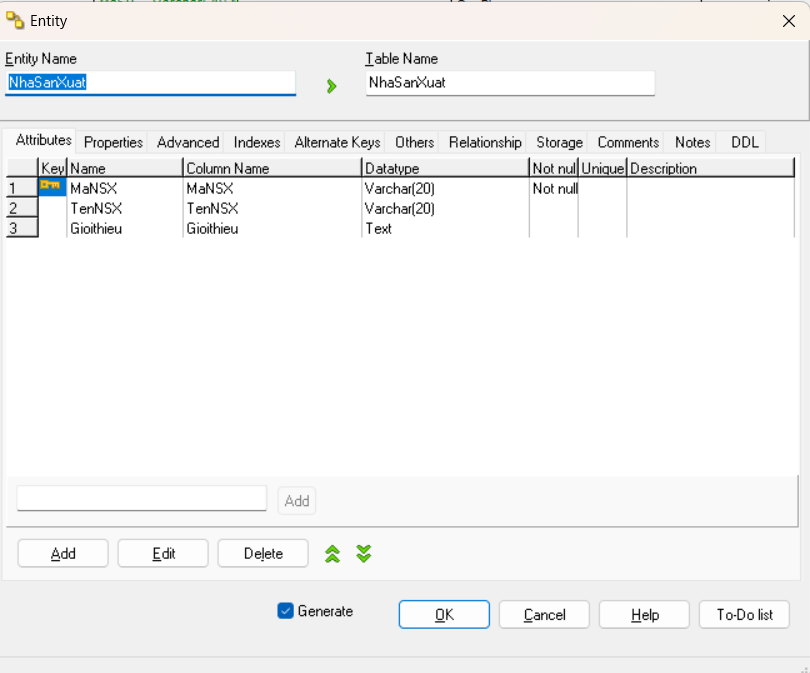 Entity
Entity Name
Table Name
NhaSanXuat
NhaSanXuat
Attributes Properties Advanced Indexes Alternate Keys Others Relationship Storage Comments Notes DDL
Key Name Column Name Datatype Not nul Unique Description
1 MaNSX MaNSX Varchar(20) Not null
2 TenNSX TenNSX Varchar(20)
3 Gioithieu Gioithieu Text
Add
Add Edit Delete
Generate OK Cancel Help To-Do list